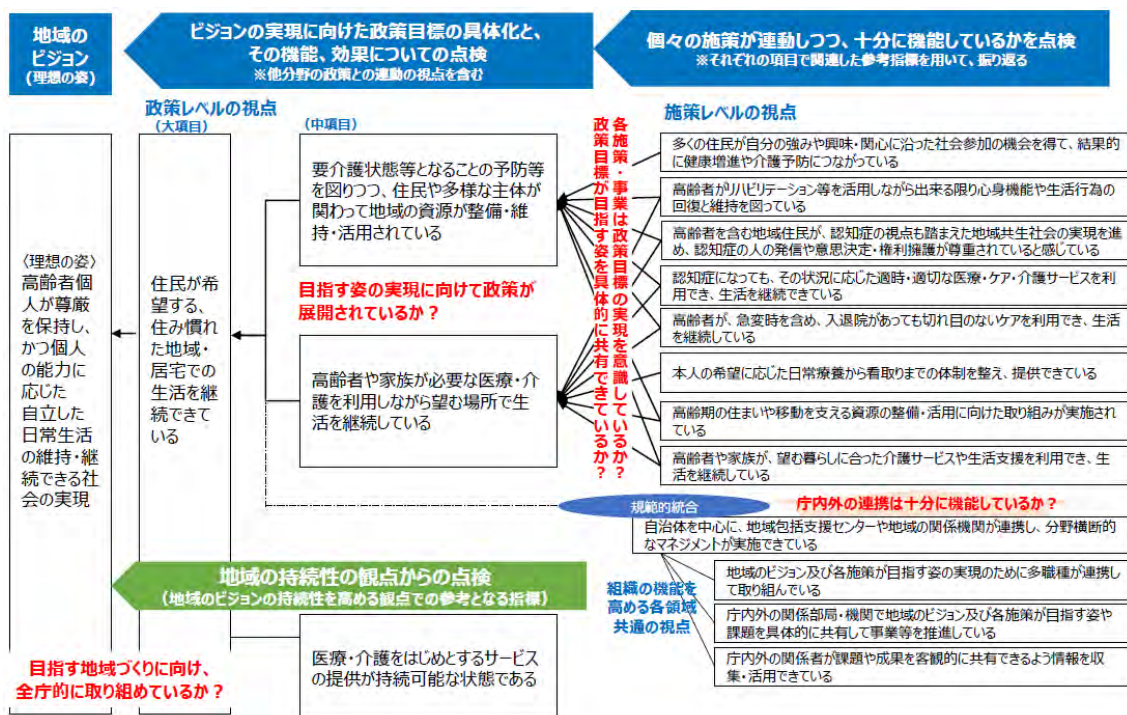 地域の
ビジョン
(理想の姿)
ビジョンの実現に向けた政策目標の具体化と、
その機能、効果についての点検
※他分野の政策との連動の視点を含む
個々の施策が連動しつつ、十分に機能しているかを点検
※それぞれの項目で関連した参考指標を用いて、振り返る
政策レベルの視点
(大項目)
(中項目)
施策レベルの視点
〈理想の姿〉
高齢者個
人が尊厳
を保持し、
かつ個人
の能力に
応じた
自立した
日常生活
の維持・継
続できる社
会の実現
住民が希
望する、
住み慣れ
た地域・
居宅での
生活を継
続できて
いる
要介護状態等となることの予防等
を図りつつ、住民や多様な主体が
関わって地域の資源が整備・維
持・活用されている
目指す姿の実現に向けて政策が
展開されているか？
高齢者や家族が必要な医療・介
護を利用しながら望む場所で生
活を継続している
各施策・事業は政策目標の実現を意識しているか？
政策目標が目指す姿を具体的に共有できているか？
多くの住民が自分の強みや興味・関心に沿った社会参加の機会を得て、結果的
に健康増進や介護予防につながっている
高齢者がリハビリテーション等を活用しながら出来る限り心身機能や生活行為の
回復と維持を図っている
高齢者を含む地域住民が、認知症の視点も踏まえた地域共生社会の実現を進
め、認知症の人の発信や意思決定・権利擁護が尊重されていると感じている
認知症になっても、その状況に応じた適時・適切な医療・ケア・介護サービスを利
用でき、生活を継続できている
高齢者が、急変時を含め、入退院があっても切れ目のないケアを利用でき、生活
を継続している
本人の希望に応じた日常療養から看取りまでの体制を整え、提供できている
高齢期の住まいや移動を支える資源の整備・活用に向けた取り組みが実施され
ている
高齢者や家族が、望む暮らしに合った介護サービスや生活支援を利用でき、生
活を継続している
規範的統合
庁内外の連携は十分に機能しているか？
自治体を中心に、地域包括支援センターや地域の関係機関が連携し、分野横断的
なマネジメントが実施できている
組織の機能を
高める各領域
共通の視点
地域のビジョン及び各施策が目指す姿の実現のために多職種が連携し
て取り組んでいる
庁内外の関係部局・機関で地域のビジョン及び各施策が目指す姿や
課題を具体的に共有して事業等を推進している
庁内外の関係者が課題や成果を客観的に共有できるよう情報を収
集・活用できている
地域の持続性の観点からの点検
(地域のビジョンの持続性を高める観点での参考となる指標)
医療・介護をはじめとするサービス
の提供が持続可能な状態である
目指す地域づくりに向け、
全庁的に取り組めているか？